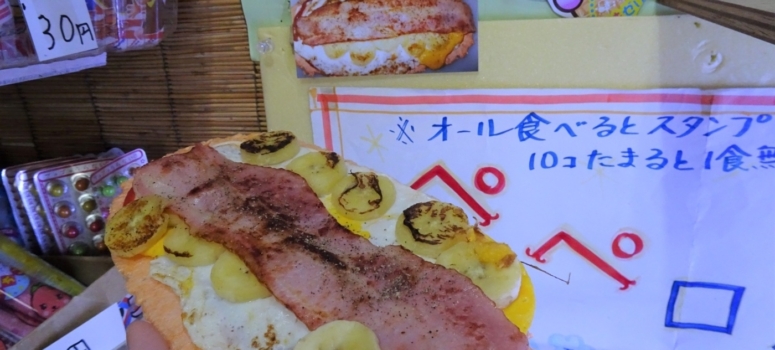 30円
※オール食べるとスタンプ
10コたまると1食無
ペ
ペ
円